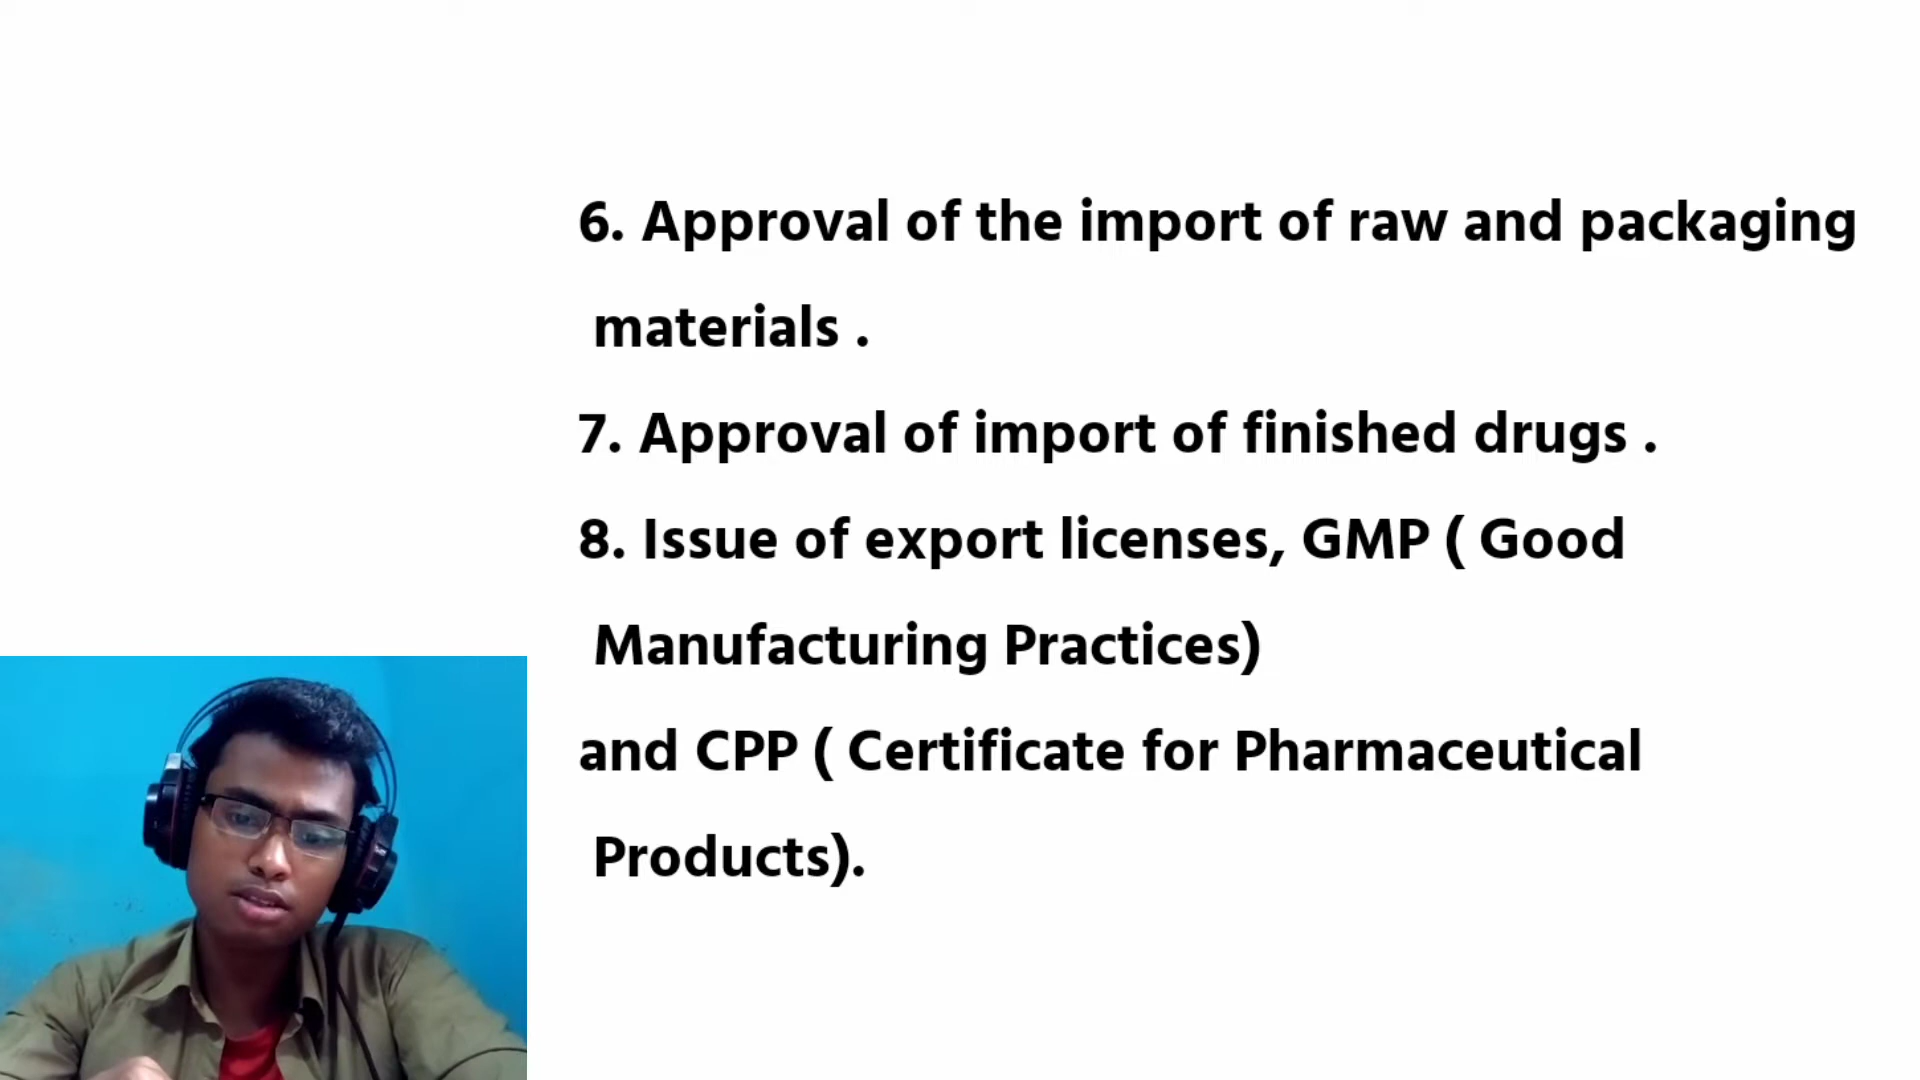 6. Approval of the import of raw and packaging
materials .
7. Approval of import of finished drugs .
8. Issue of export licenses, GMP ( Good
Manufacturing Practices)
and CPP ( Certificate for Pharmaceutical
Products).